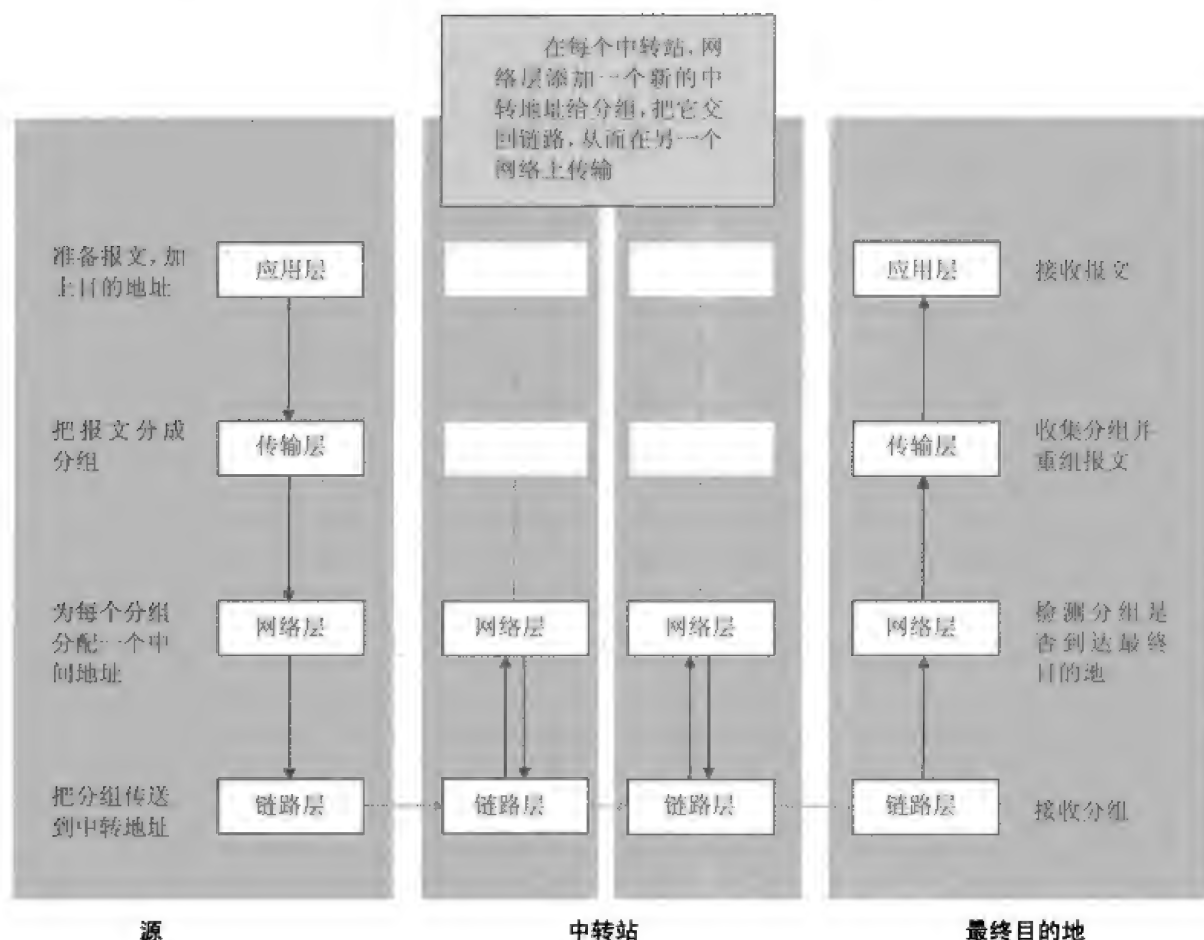 在每个中转站，网
络层添加一个新的中
转地址给分组，把它交
回链路，从而在另一个
网络上传输
准备报文，加
上目的地址
应用层
应用层
接收报文
把报文分成
分组
传输层
传输层
收集分组并
重组报文
为每个分组
分配一个中
间地址
网络层
网络层
网络层
网络层
检测分组是
否到达最终
目的地
把分组传送
到中转地址
链路层
链路层
链路层
链路层
接收分组
源
中转站
最终目的地